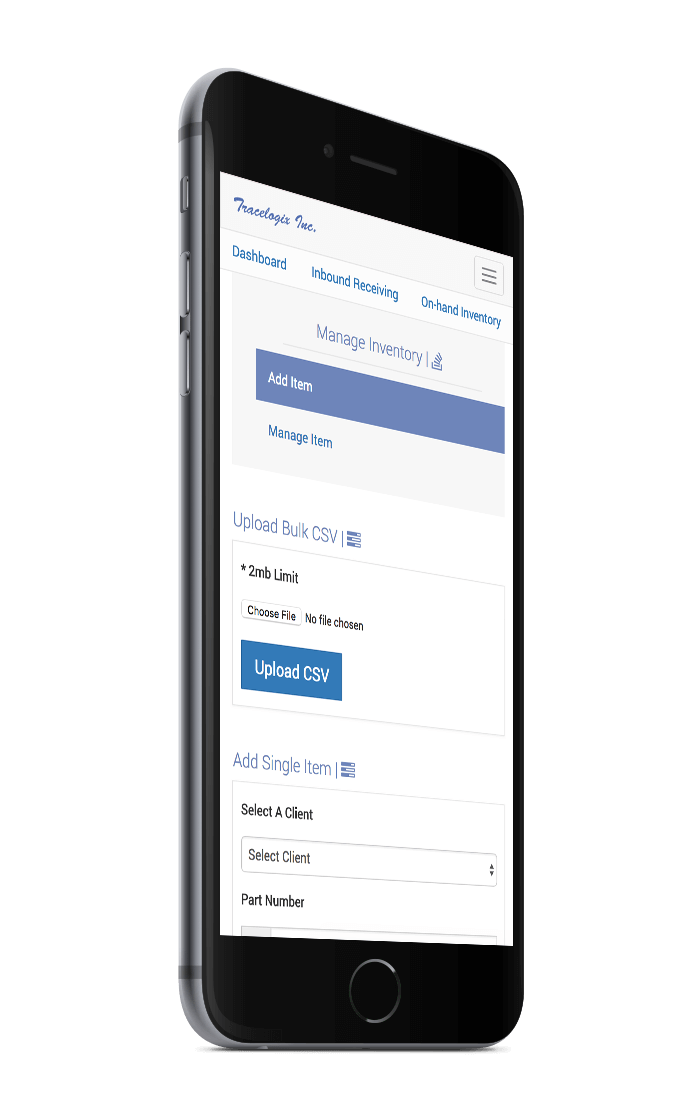 Tracelogix Inc.
Dashboard Inbound Receiving On-hand Inventory
Manage Inventory |
Add Item
Manage Item
Upload Bulk CSV |
* 2mb Limit
Choose File No file chosen
Upload CSV
Add Single Item |
Select A Client
Select Client
Part Number